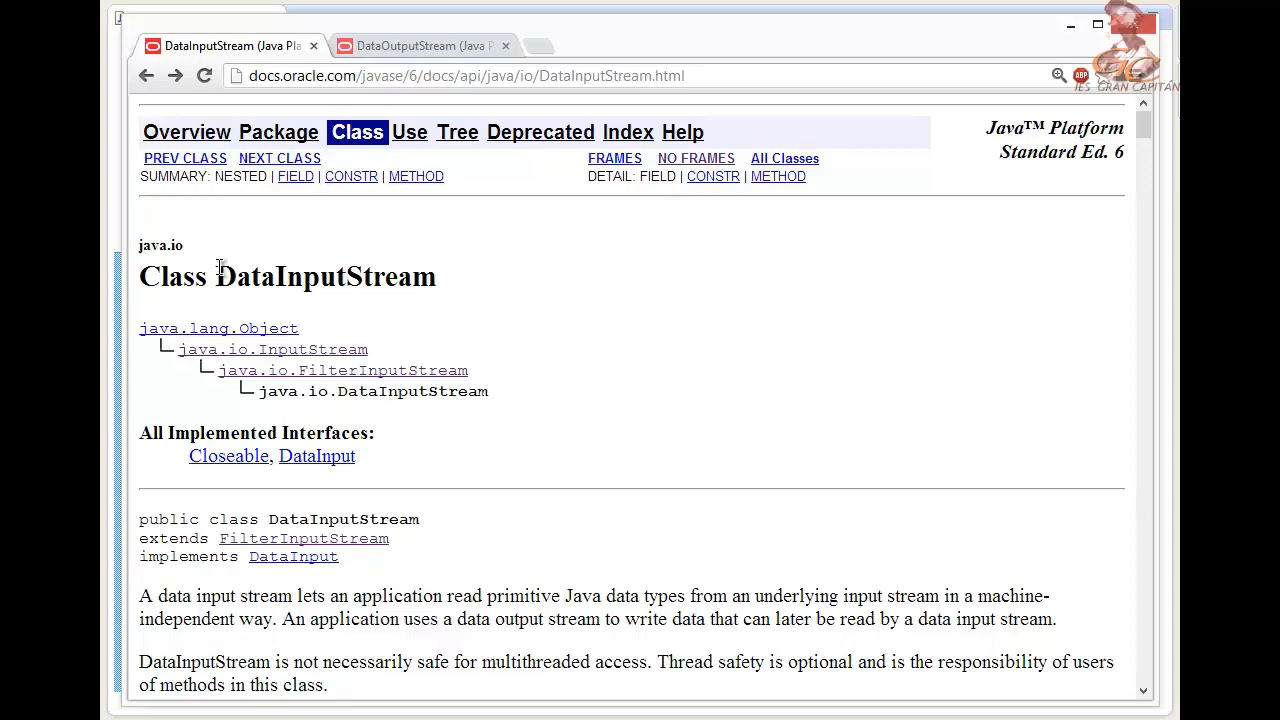 DataInputStream (Java Pla
DataOutputStream (Java P
docs.oracle.com/javase/6/docs/api/java/io/DataInputStream.html
ABP
IES GRAN CAPITÁN
Overview Package Class Use Tree Deprecated Index Help
Java™ Platform
Standard Ed. 6
PREV CLASS NEXT CLASS
FRAMES NO FRAMES All Classes
SUMMARY: NESTED | FIELD | CONSTR | METHOD
DETAIL: FIELD | CONSTR | METHOD
java.io
Class DataInputStream
java.lang.Object
java.io.InputStream
java.io.FilterInputStream
java.io.DataInputStream
All Implemented Interfaces:
Closeable, DataInput
public class DataInputStream
extends FilterInputStream
implements DataInput
A data input stream lets an application read primitive Java data types from an underlying input stream in a machine-
independent way. An application uses a data output stream to write data that can later be read by a data input stream.
DataInputStream is not necessarily safe for multithreaded access. Thread safety is optional and is the responsibility of users
of methods in this class.